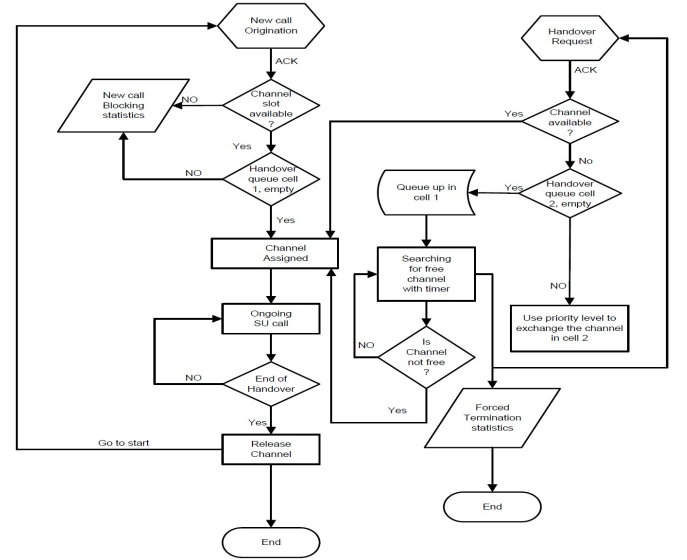 New call
Origination
ACK
Channel
slot
available
?
NO
New call
Blocking
statistics
Yes
Handover
queue cell
1, empty
NO
Yes
Channel
Assigned
Ongoing
SU call
NO
End of
Handover
Yes
Go to start
Release
Channel
End
Handover
Request
ACK
Yes
Channel
available
?
No
Queue up in
cell 1
Yes
Handover
queue cell
2, empty
Searching
for free
channel
with timer
NO
Use priority level to
exchange the channel
in cell 2
NO
Is
Channel
not free
?
Yes
Forced
Termination
statistics
End